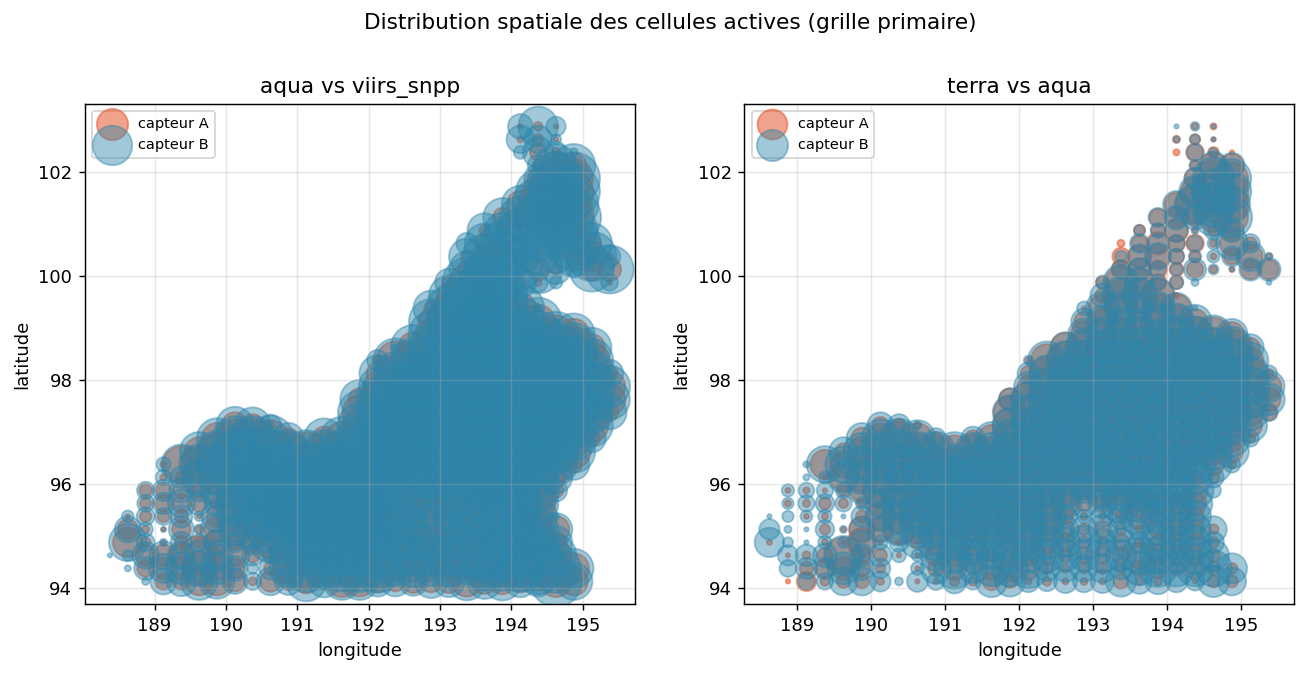 Distribution spatiale des cellules actives (grille primaire)
aqua vs viirs_snpp
capteur A
capteur B
latitude
102
100
98
96
94
189 190 191 192 193 194 195
longitude
terra vs aqua
capteur A
capteur B
latitude
102
100
98
96
94
189 190 191 192 193 194 195
longitude